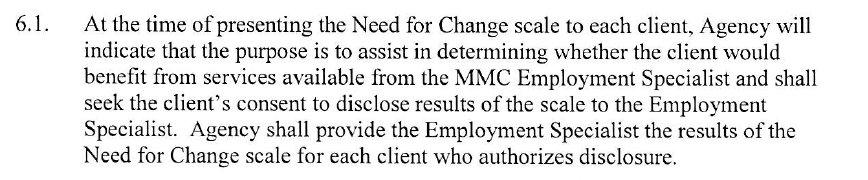 6.1. At the time of presenting the Need for Change scale to each client, Agency will
indicate that the purpose is to assist in determining whether the client would
benefit from services available from the MMC Employment Specialist and shall
seek the client's consent to disclose results of the scale to the Employment
Specialist. Agency shall provide the Employment Specialist the results of the
Need for Change scale for each client who authorizes disclosure.